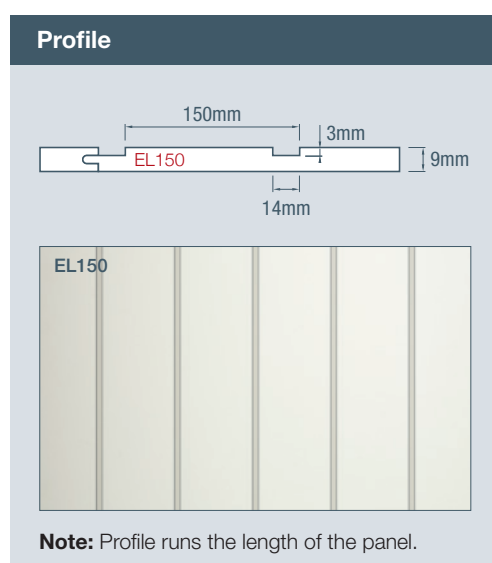 Profile
150mm
3mm
EL150
9mm
14mm
EL150
Note: Profile runs the length of the panel.